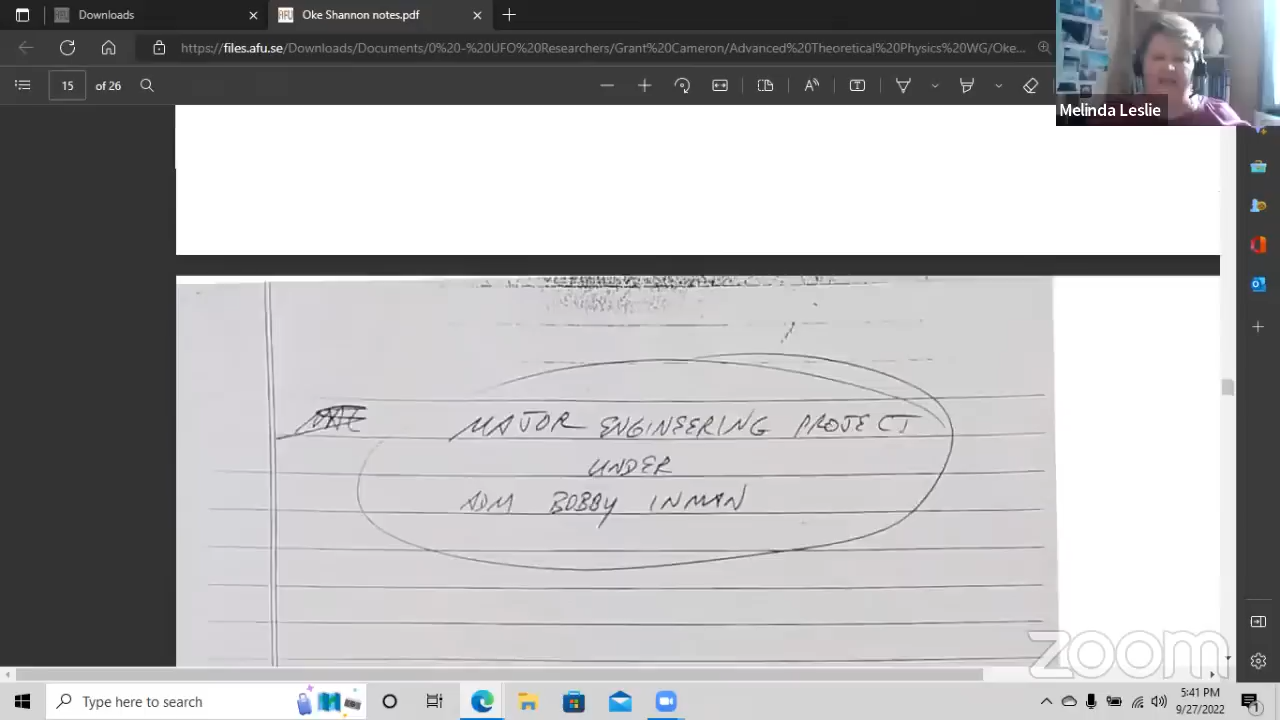 Downloads
Oke Shannon notes.pdf
https://files.afu.se/Downloads/Documents/0%20-%20UFO%20Researchers/Grant%20Cameron/Advanced%20Theoretical%20Physics%20WG/Oke...
15 of 26
Melinda Leslie
MAJOR ENGINEERING PROJECT
UNDER
ADM BOBBY INMAN
zoom
Type here to search
5:41 PM
9/27/2022